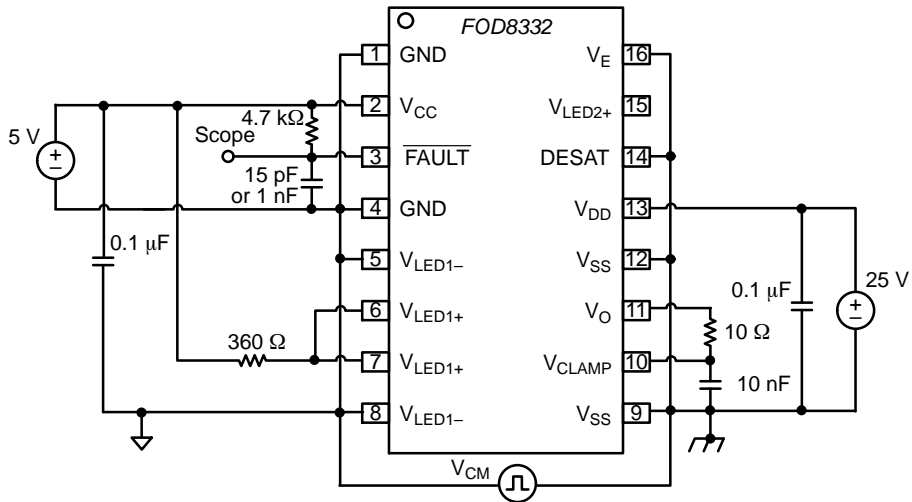 FOD8332
1 GND
2 VCC
3 FAULT
4 GND
5 VLED1–
6 VLED1+
7 VLED1+
8 VLED1–
VE 16
VLED2+ 15
DESAT 14
VDD 13
VSS 12
VO 11
VCLAMP 10
VSS 9
5 V
+
–
0.1 μF
Scope
4.7 kΩ
15 pF
or 1 nF
360 Ω
VCM
10 Ω
10 nF
0.1 μF
25 V
+
–